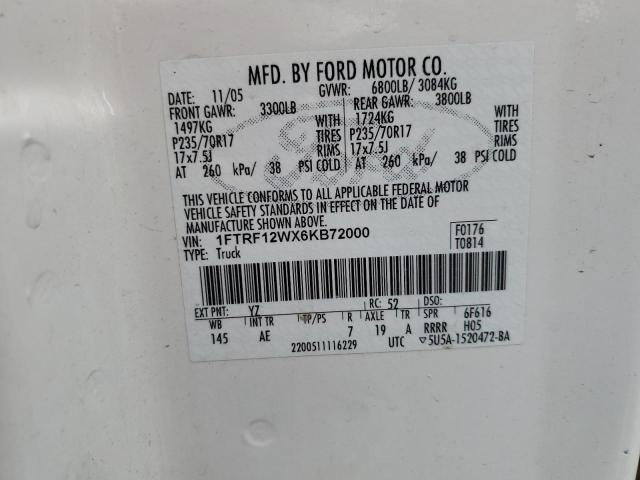 MFD. BY FORD MOTOR CO.
DATE: 11/05 GVWR: 6800LB/ 3084KG
FRONT GAWR: 3300LB REAR GAWR: 3800LB
1497KG WITH 1724KG WITH
P235/70R17 TIRES P235/70R17 TIRES
17x7.5J RIMS 17x7.5J RIMS
AT 260 kPa/ 38 PSI COLD AT 260 kPa/ 38 PSI COLD
Ford
THIS VEHICLE CONFORMS TO ALL APPLICABLE FEDERAL MOTOR
VEHICLE SAFETY STANDARDS IN EFFECT ON THE DATE OF
MANUFACTURE SHOWN ABOVE.
VIN: 1FTRF12WX6KB72000 F0176
TYPE: Truck T0814
EXT PNT: YZ RC: 52 DSO:
WB INT TR TP/PS R AXLE TR SPR 6F616
145 AE 7 19 A RRRR H05
2200511116229 UTC ▽5U5A-1520472-BA